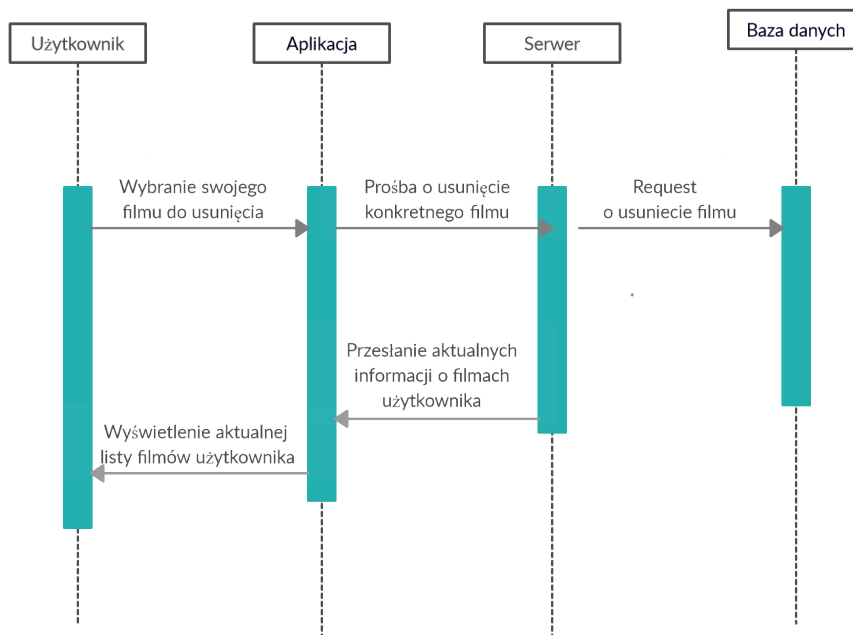 Użytkownik
Aplikacja
Serwer
Baza danych
Wybranie swojego
filmu do usunięcia
Prośba o usunięcie
konkretnego filmu
Request
o usuniecie filmu
Przesłanie aktualnych
informacji o filmach
użytkownika
Wyświetlenie aktualnej
listy filmów użytkownika